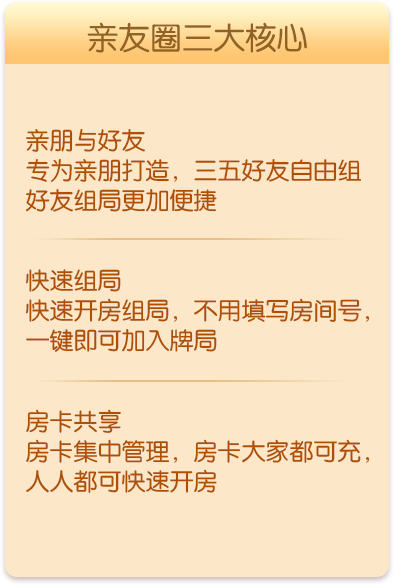 亲友圈三大核心
亲朋与好友
专为亲朋打造，三五好友自由组
好友组局更加便捷
快速组局
快速开房组局，不用填写房间号，
一键即可加入牌局
房卡共享
房卡集中管理，房卡大家都可充，
人人都可快速开房